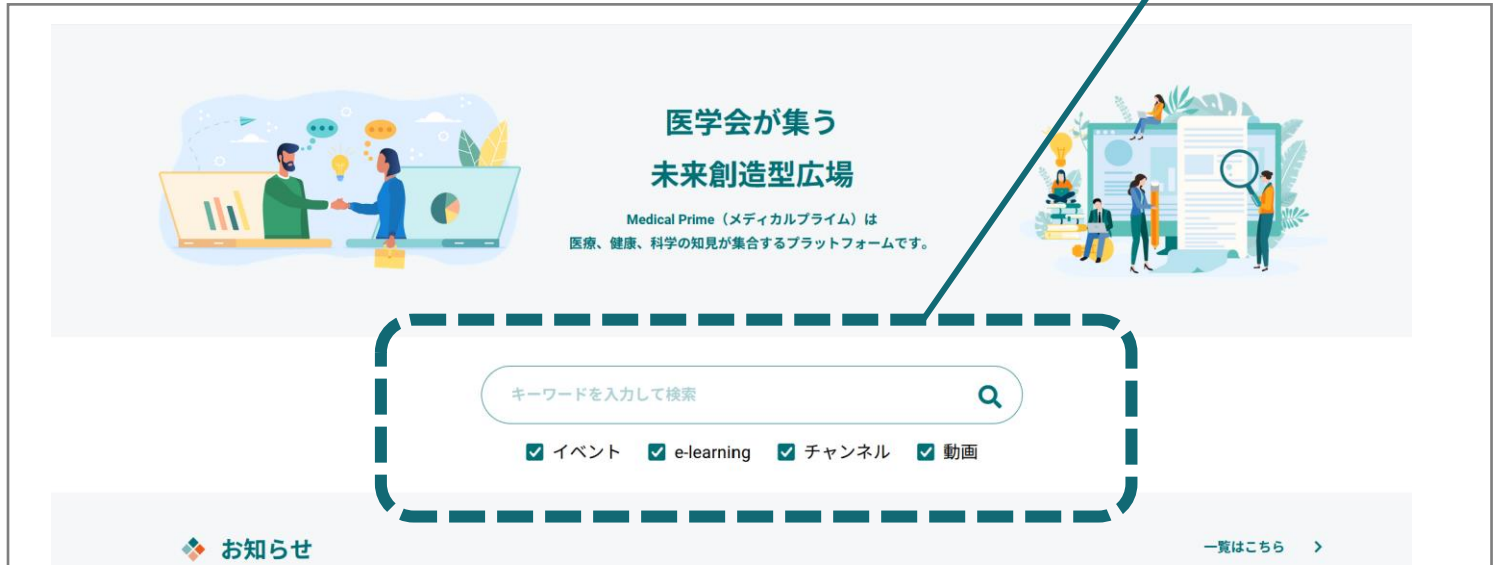 医学会が集う
未来創造型広場
Medical Prime（メディカルプライム）は
医療、健康、科学の知見が集合するプラットフォームです。
キーワードを入力して検索
イベント e-learning チャンネル 動画
お知らせ 一覧はこちら